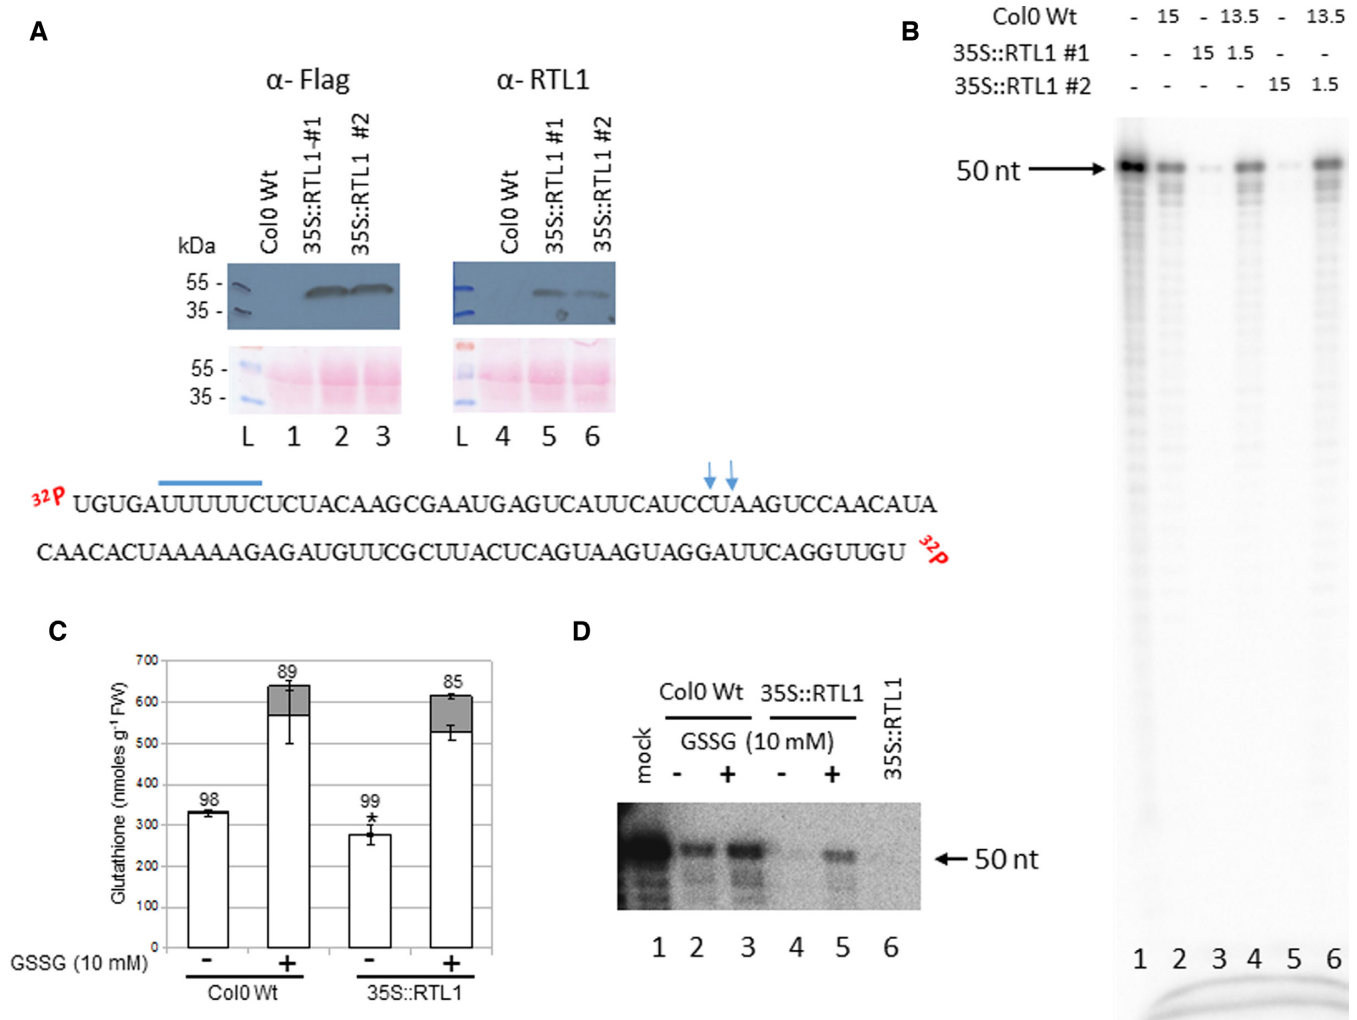 A
α- Flag
α- RTL1
Col0 Wt
35S::RTL1 #1
35S::RTL1 #2
Col0 Wt
35S::RTL1 #1
35S::RTL1 #2
kDa
55 -
35 -
55 -
35 -
L 1 2 3 L 4 5 6
32P UGUGAUUUUUCUCUACAAGCGAAUGAGUCAUUCAUCCUAAGUCCAACAUA
CAACACUAAAAAGAGAUGUUCGCUUACUCAGUAAGUAGGAUUCAGGUUGU 32P
B
Col0 Wt - 15 - 13.5 - 13.5
35S::RTL1 #1 - - 15 1.5 - -
35S::RTL1 #2 - - - - 15 1.5
50 nt
1 2 3 4 5 6
C
Glutathione (nmoles g-1 FW)
700
600
500
400
300
200
100
0
98
89
99
*
85
GSSG (10 mM) - + - +
Col0 Wt 35S::RTL1
D
mock
Col0 Wt 35S::RTL1
35S::RTL1
GSSG (10 mM)
- + - +
50 nt
1 2 3 4 5 6